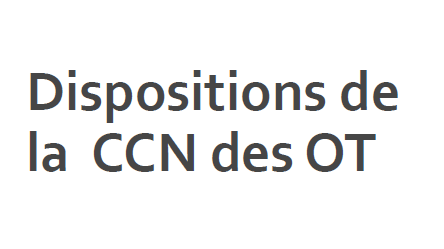 Dispositions de
la CCN des OT